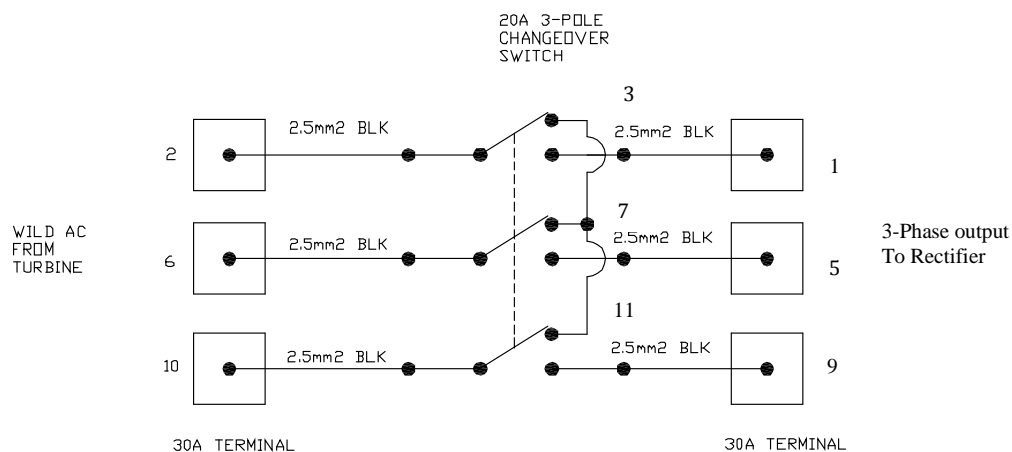 20A 3-POLE
CHANGEOVER
SWITCH
3
2.5mm2 BLK
2.5mm2 BLK
2
1
WILD AC
FROM
TURBINE
7
2.5mm2 BLK
2.5mm2 BLK
6
5
3-Phase output
To Rectifier
11
2.5mm2 BLK
2.5mm2 BLK
10
9
30A TERMINAL
30A TERMINAL